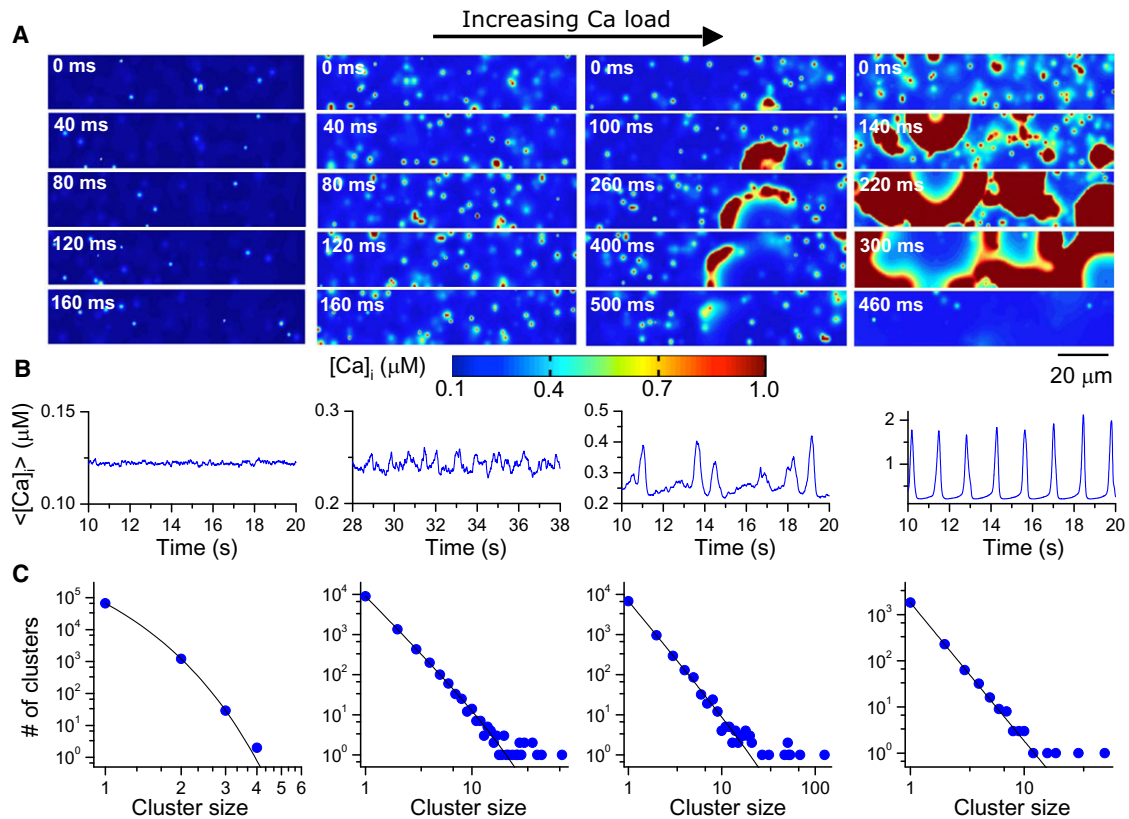 Increasing Ca load
A
0 ms 0 ms 0 ms 0 ms
40 ms 40 ms 100 ms 140 ms
80 ms 80 ms 260 ms 220 ms
120 ms 120 ms 400 ms 300 ms
160 ms 160 ms 500 ms 460 ms
[Ca]i (μM)
0.1 0.4 0.7 1.0
20 μm
B
<[Ca]i> (μM)
0.15 0.3 0.5 2
0.4
0.3 1
0.10 0.2 0.2
10 12 14 16 18 20 28 30 32 34 36 38 10 12 14 16 18 20 10 12 14 16 18 20
Time (s) Time (s) Time (s) Time (s)
C
# of clusters
10^5 10^4 10^3 10^2 10^1 10^0
10^4 10^3 10^2 10^1 10^0
10^4 10^3 10^2 10^1 10^0
10^3 10^2 10^1 10^0
1 2 3 4 5 6 1 10 1 10 100 1 10
Cluster size Cluster size Cluster size Cluster size